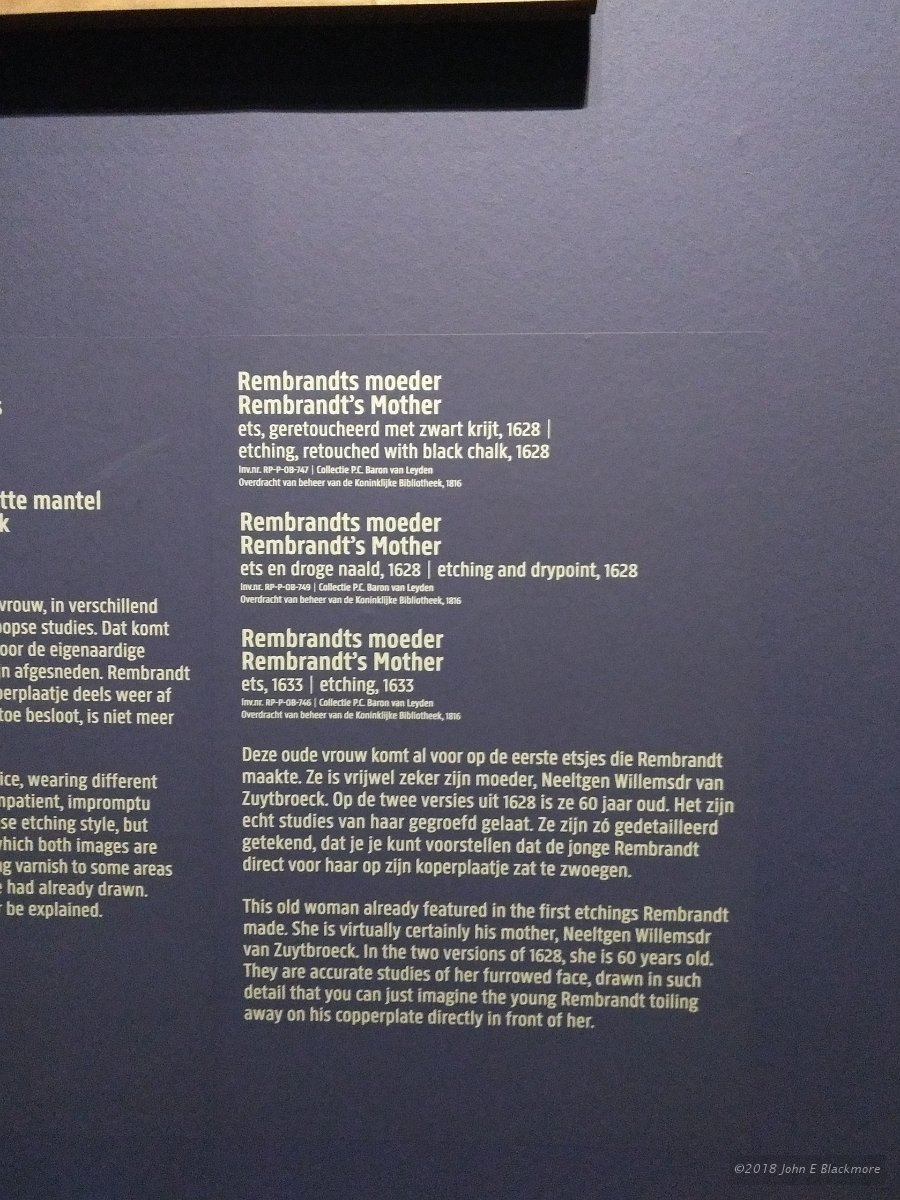 s
tte mantel
k
vrouw, in verschillend
oopse studies. Dat komt
oor de eigenaardige
n afgesneden. Rembrandt
perplaatje deels weer af
toe besloot, is niet meer
ice, wearing different
mpatient, impromptu
se etching style, but
which both images are
ng varnish to some areas
e had already drawn.
r be explained.
Rembrandts moeder
Rembrandt's Mother
ets, geretoucheerd met zwart krijt, 1628 |
etching, retouched with black chalk, 1628
Inv.nr. RP-P-OB-747 | Collectie P.C. Baron van Leyden
Overdracht van beheer van de Koninklijke Bibliotheek, 1816
Rembrandts moeder
Rembrandt's Mother
ets en droge naald, 1628 | etching and drypoint, 1628
Inv.nr. RP-P-OB-749 | Collectie P.C. Baron van Leyden
Overdracht van beheer van de Koninklijke Bibliotheek, 1816
Rembrandts moeder
Rembrandt's Mother
ets, 1633 | etching, 1633
Inv.nr. RP-P-OB-746 | Collectie P.C. Baron van Leyden
Overdracht van beheer van de Koninklijke Bibliotheek, 1816
Deze oude vrouw komt al voor op de eerste etsjes die Rembrandt
maakte. Ze is vrijwel zeker zijn moeder, Neeltgen Willemsdr van
Zuytbroeck. Op de twee versies uit 1628 is ze 60 jaar oud. Het zijn
echt studies van haar gegroefd gelaat. Ze zijn zó gedetailleerd
getekend, dat je je kunt voorstellen dat de jonge Rembrandt
direct voor haar op zijn koperplaatje zat te zwoegen.
This old woman already featured in the first etchings Rembrandt
made. She is virtually certainly his mother, Neeltgen Willemsdr
van Zuytbroeck. In the two versions of 1628, she is 60 years old.
They are accurate studies of her furrowed face, drawn in such
detail that you can just imagine the young Rembrandt toiling
away on his copperplate directly in front of her.
©2018 John E Blackmore